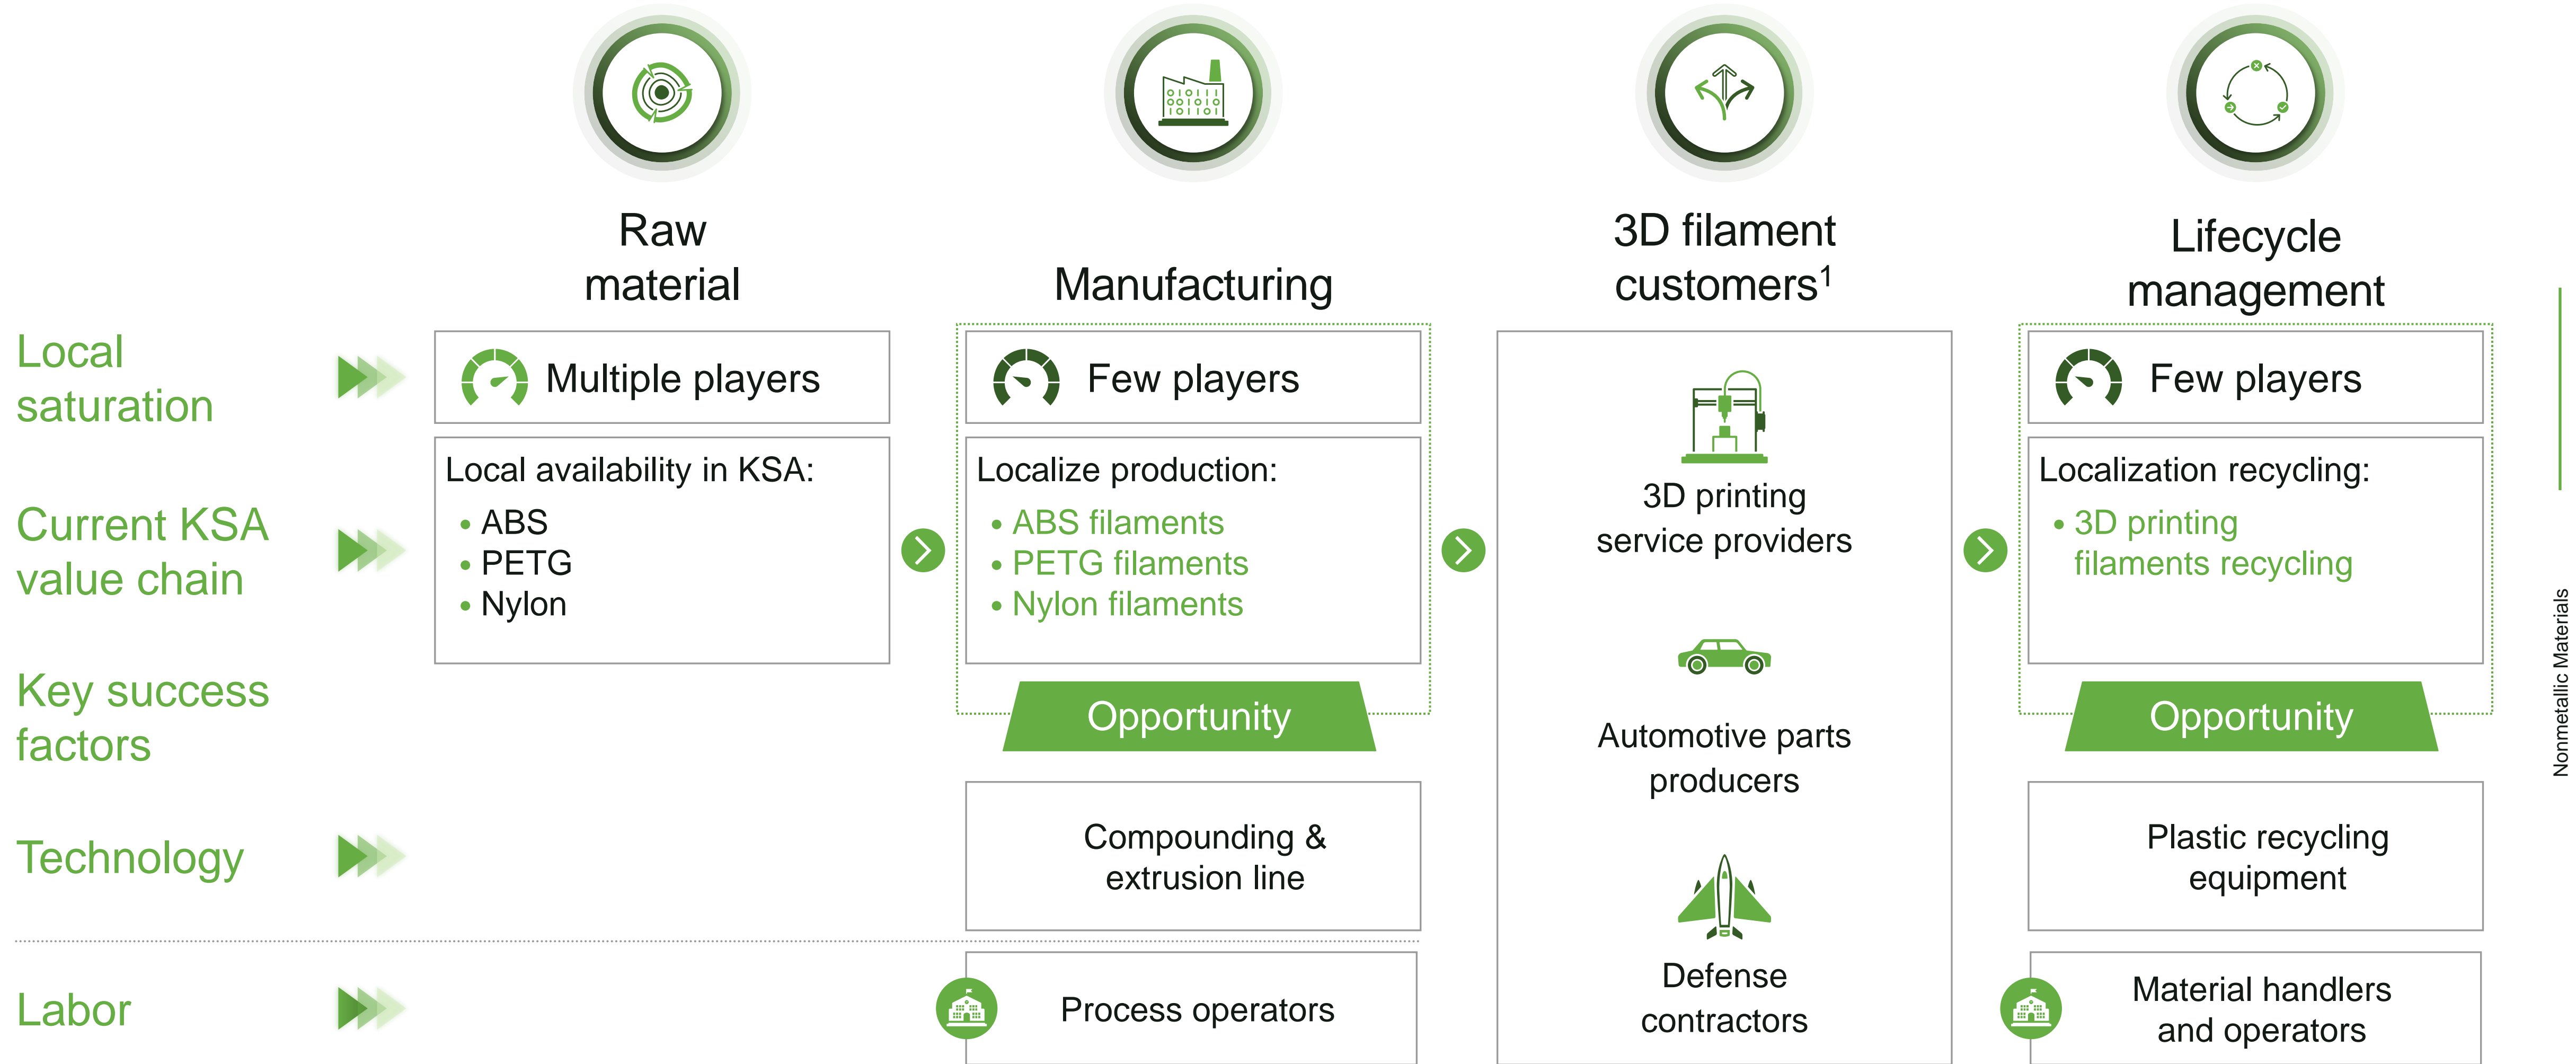 Raw
material
Manufacturing
3D filament
customers¹
Lifecycle
management
Local
saturation
Multiple players
Few players
Few players
Current KSA
value chain
Local availability in KSA:
• ABS
• PETG
• Nylon
Localize production:
• ABS filaments
• PETG filaments
• Nylon filaments
3D printing
service providers
Automotive parts
producers
Defense
contractors
Localization recycling:
• 3D printing
filaments recycling
Key success
factors
Opportunity
Opportunity
Technology
Compounding &
extrusion line
Plastic recycling
equipment
Labor
Process operators
Material handlers
and operators
Nonmetallic Materials